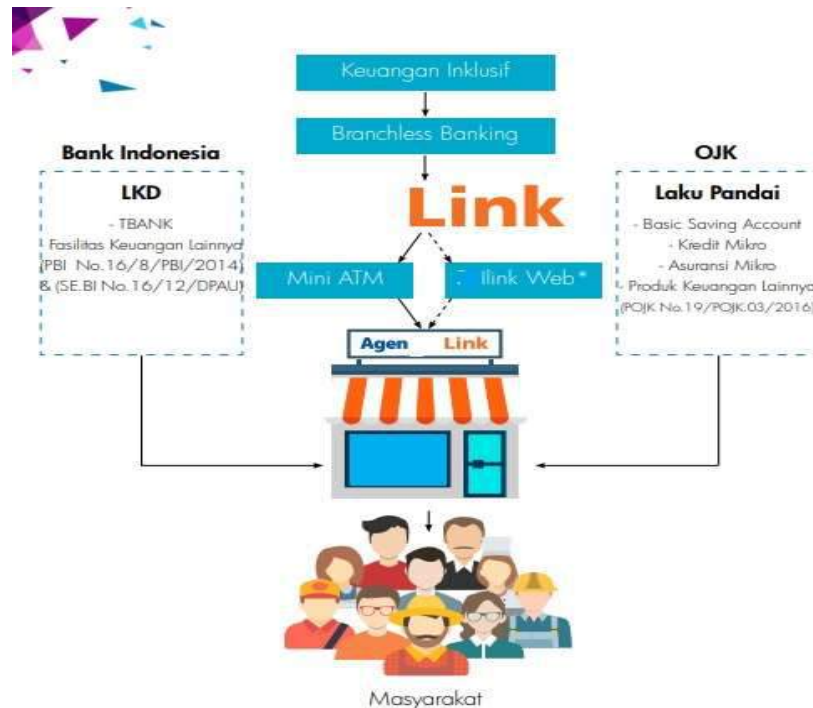 Keuangan Inklusif
Branchless Banking
Bank Indonesia
LKD
- TBANK
- Fasilitas Keuangan Lainnya
(PBI No.16/8/PBI/2014)
& (SE.BI No.16/12/DPAU)
OJK
Laku Pandai
- Basic Saving Account
- Kredit Mikro
- Asuransi Mikro
- Produk Keuangan Lainnya
(POJK No.19/POJK.03/2016)
Link
Mini ATM
Ilink Web*
Agen Link
Masyarakat